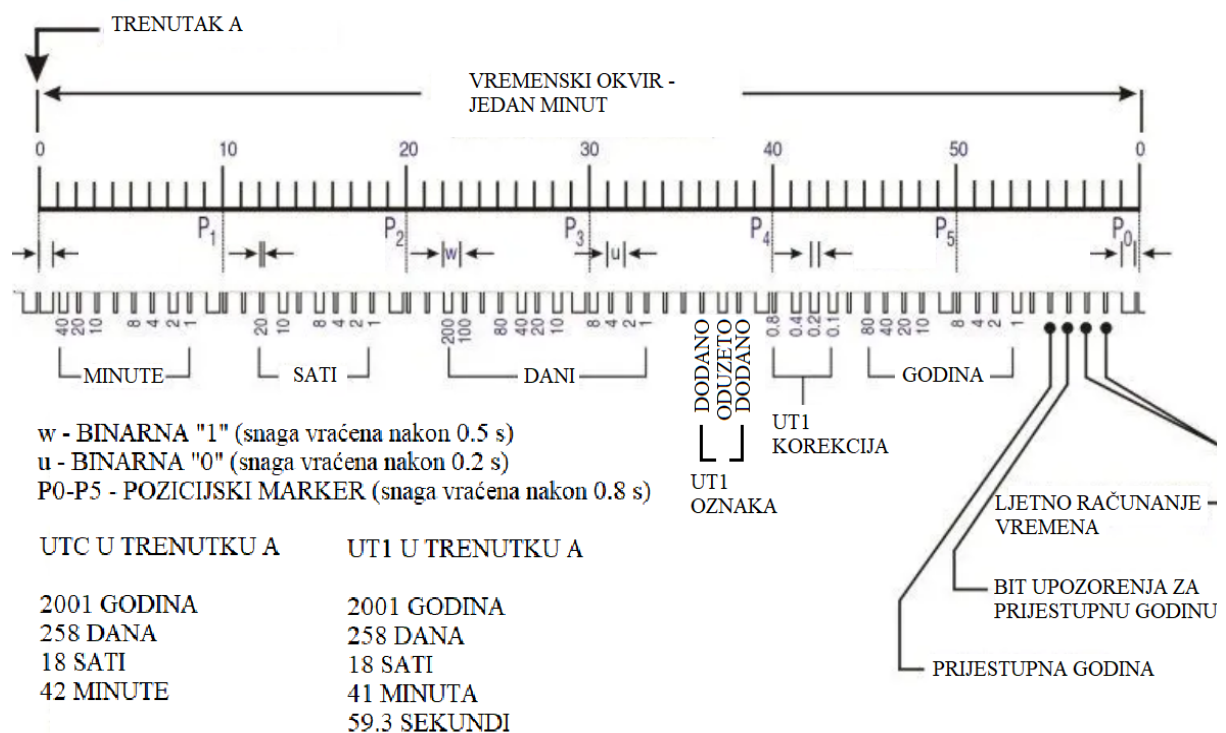 TRENUTAK A
VREMENSKI OKVIR -
JEDAN MINUT
0 10 20 30 40 50 0
P1 P2 P3 P4 P5 P0
w u
40 20 10 8 4 2 1 20 10 8 4 2 1 200 100 80 40 20 10 8 4 2 1 0.8 0.4 0.2 0.1 80 40 20 10 8 4 2 1
MINUTE SATI DANI GODINA
DODANO
ODUZETO
DODANO
UT1
KOREKCIJA
UT1
OZNAKA
w - BINARNA "1" (snaga vraćena nakon 0.5 s)
u - BINARNA "0" (snaga vraćena nakon 0.2 s)
P0-P5 - POZICIJSKI MARKER (snaga vraćena nakon 0.8 s)
LJETNO RAČUNANJE
VREMENA
BIT UPOZORENJA ZA
PRIJESTUPNU GODINU
PRIJESTUPNA GODINA
UTC U TRENUTKU A
2001 GODINA
258 DANA
18 SATI
42 MINUTE
UT1 U TRENUTKU A
2001 GODINA
258 DANA
18 SATI
41 MINUTA
59.3 SEKUNDI